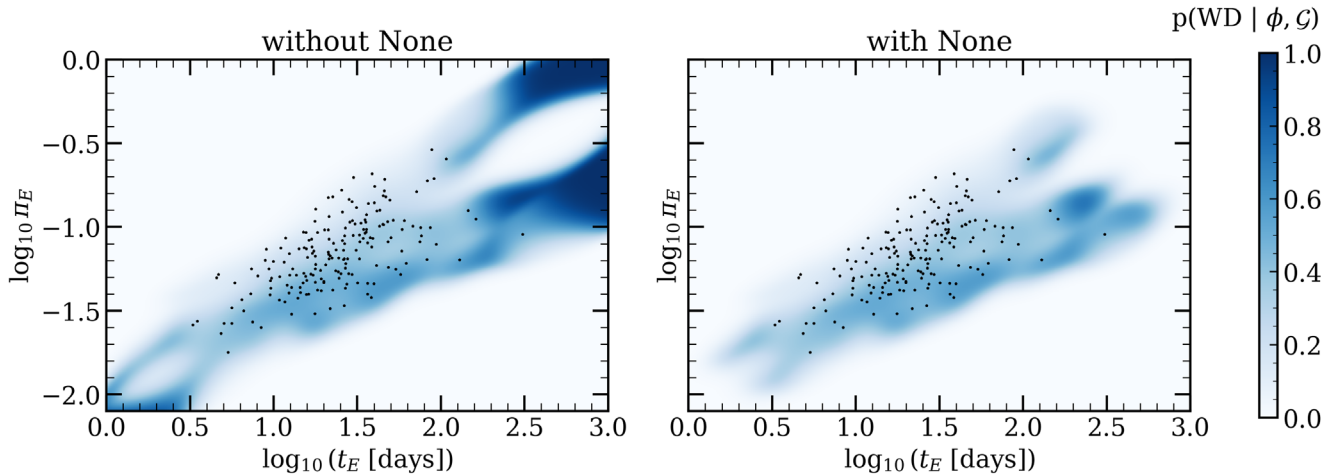 p(WD | ϕ, 𝒢)
without None
with None
0.0
−0.5
−1.0
−1.5
−2.0
log₁₀ π_E
log₁₀ π_E
0.0 0.5 1.0 1.5 2.0 2.5 3.0
0.0 0.5 1.0 1.5 2.0 2.5 3.0
log₁₀ (t_E [days])
log₁₀ (t_E [days])
1.0
0.8
0.6
0.4
0.2
0.0